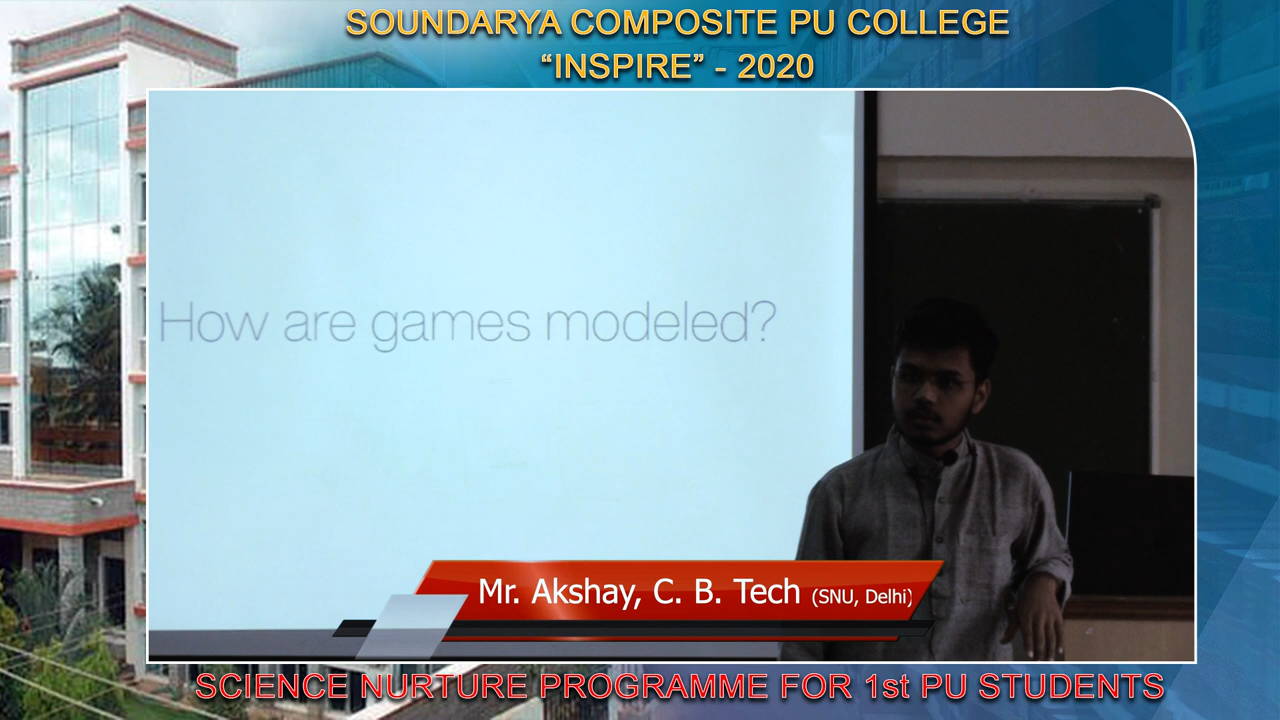 SOUNDARYA COMPOSITE PU COLLEGE
“INSPIRE” - 2020
How are games modeled?
Mr. Akshay, C. B. Tech (SNU, Delhi)
SCIENCE NURTURE PROGRAMME FOR 1st PU STUDENTS